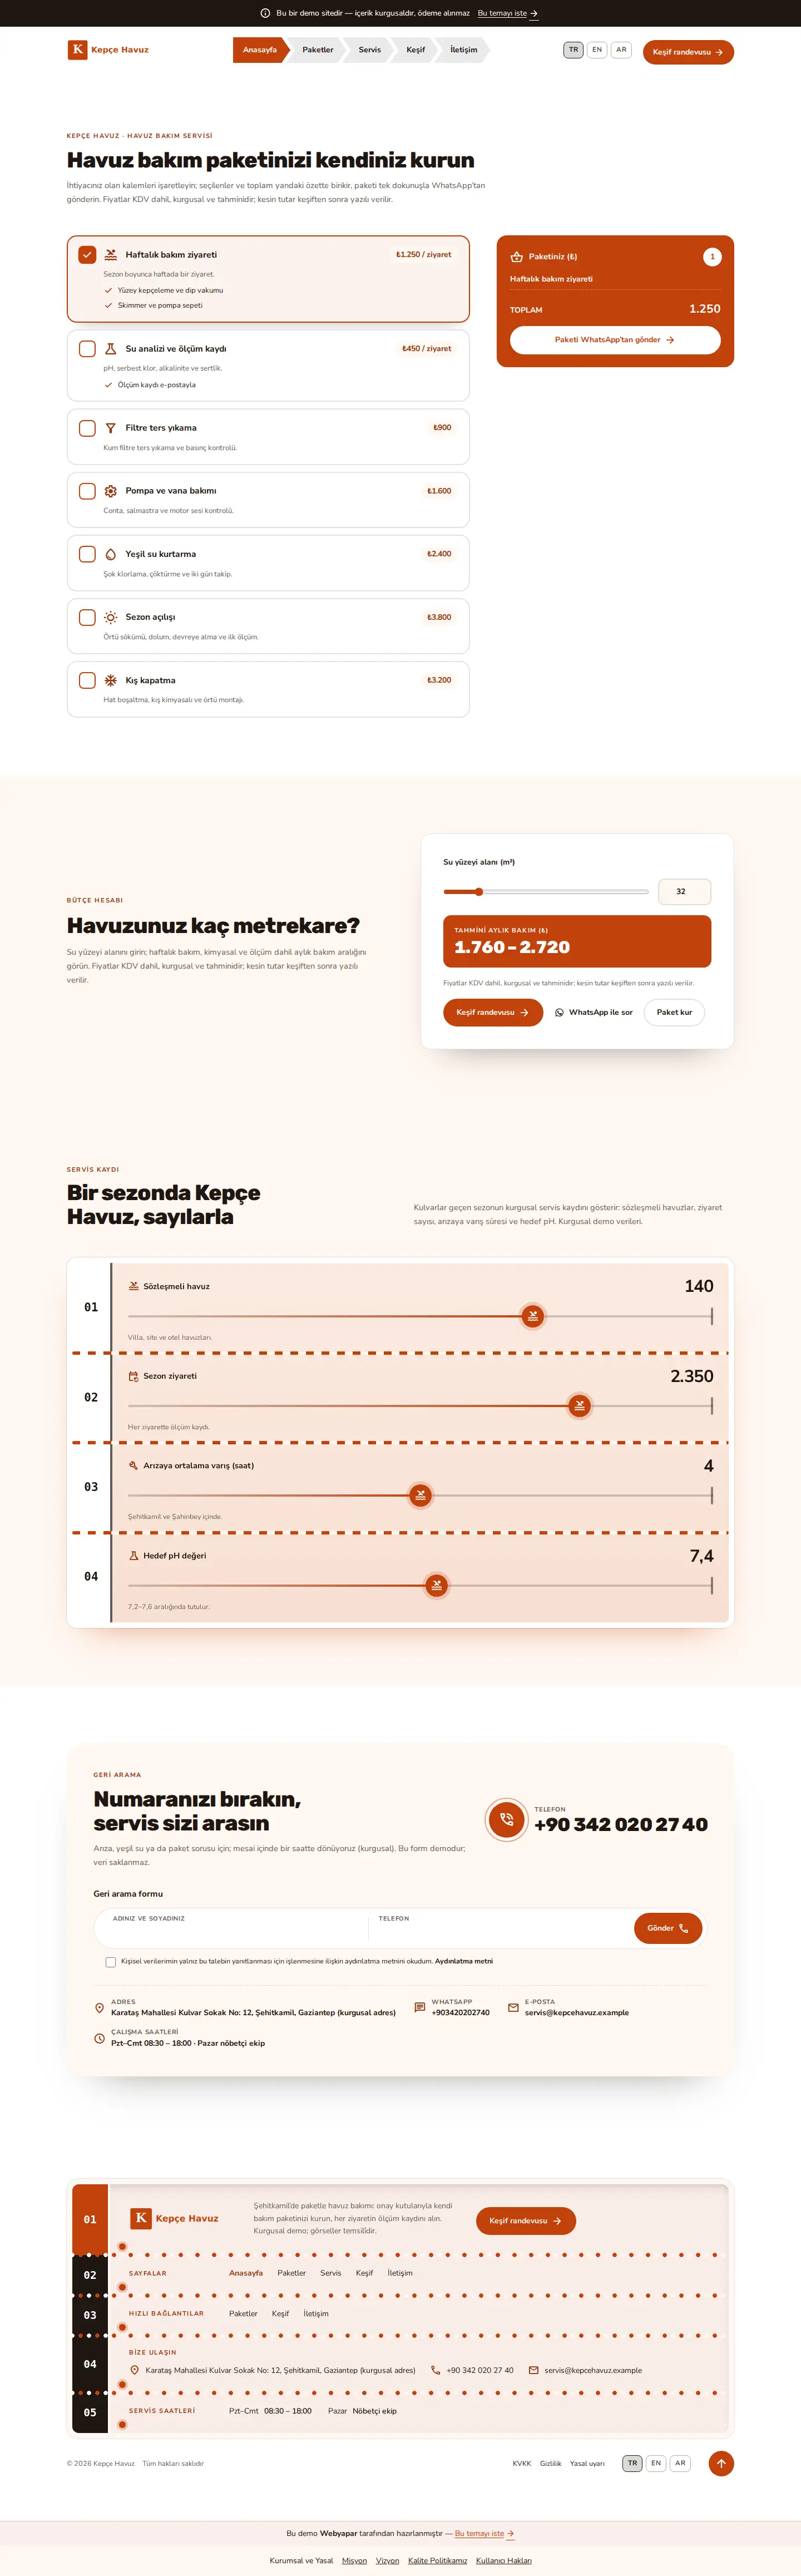 Bu bir demo sitedir — içerik kurgusaldır, ödeme alınmaz Bu temayı iste →
K Kepçe Havuz
Anasayfa Paketler Servis Keşif İletişim
TR EN AR
Keşif randevusu →
KEPÇE HAVUZ · HAVUZ BAKIM SERVİSİ
Havuz bakım paketinizi kendiniz kurun
İhtiyacınız olan kalemleri işaretleyin; seçilenler ve toplam yandaki özette birikir, paketi tek dokunuşla WhatsApp'tan
gönderin. Fiyatlar KDV dahil, kurgusal ve tahminidir; kesin tutar keşiften sonra yazılı verilir.
Haftalık bakım ziyareti ₺1.250 / ziyaret
Sezon boyunca haftada bir ziyaret.
Yüzey kepçeleme ve dip vakumu
Skimmer ve pompa sepeti
Su analizi ve ölçüm kaydı ₺450 / ziyaret
pH, serbest klor, alkalinite ve sertlik.
Ölçüm kaydı e-postayla
Filtre ters yıkama ₺900
Kum filtre ters yıkama ve basınç kontrolü.
Pompa ve vana bakımı ₺1.600
Conta, salmastra ve motor sesi kontrolü.
Yeşil su kurtarma ₺2.400
Şok klorlama, çöktürme ve iki gün takip.
Sezon açılışı ₺3.800
Örtü sökümü, dolum, devreye alma ve ilk ölçüm.
Kış kapatma ₺3.200
Hat boşaltma, kış kimyasalı ve örtü montajı.
Paketiniz (₺) 1
Haftalık bakım ziyareti
TOPLAM 1.250
Paketi WhatsApp'tan gönder →
BÜTÇE HESABI
Havuzunuz kaç metrekare?
Su yüzeyi alanını girin; haftalık bakım, kimyasal ve ölçüm dahil aylık bakım aralığını
görün. Fiyatlar KDV dahil, kurgusal ve tahminidir; kesin tutar keşiften sonra yazılı
verilir.
Su yüzeyi alanı (m²)
32
TAHMİNİ AYLIK BAKIM (₺)
1.760 – 2.720
Fiyatlar KDV dahil, kurgusal ve tahminidir; kesin tutar keşiften sonra yazılı verilir.
Keşif randevusu → WhatsApp ile sor Paket kur
SERVİS KAYDI
Bir sezonda Kepçe
Havuz, sayılarla
Kulvarlar geçen sezonun kurgusal servis kaydını gösterir: sözleşmeli havuzlar, ziyaret
sayısı, arızaya varış süresi ve hedef pH. Kurgusal demo verileri.
01 Sözleşmeli havuz 140
Villa, site ve otel havuzları.
02 Sezon ziyareti 2.350
Her ziyarette ölçüm kaydı.
03 Arızaya ortalama varış (saat) 4
Şehitkamil ve Şahinbey içinde.
04 Hedef pH değeri 7,4
7,2–7,6 aralığında tutulur.
GERİ ARAMA
Numaranızı bırakın,
servis sizi arasın
Arıza, yeşil su ya da paket sorusu için; mesai içinde bir saatte dönüyoruz (kurgusal). Bu form demodur;
veri saklanmaz.
TELEFON
+90 342 020 27 40
Geri arama formu
ADINIZ VE SOYADINIZ TELEFON
Gönder
Kişisel verilerimin yalnız bu talebin yanıtlanması için işlenmesine ilişkin aydınlatma metnini okudum. Aydınlatma metni
ADRES
Karataş Mahallesi Kulvar Sokak No: 12, Şehitkamil, Gaziantep (kurgusal adres)
WHATSAPP
+903420202740
E-POSTA
servis@kepcehavuz.example
ÇALIŞMA SAATLERİ
Pzt–Cmt 08:30 – 18:00 · Pazar nöbetçi ekip
01
K Kepçe Havuz
Şehitkamil'de paketle havuz bakımı: onay kutularıyla kendi
bakım paketinizi kurun, her ziyaretin ölçüm kaydını alın.
Kurgusal demo; görseller temsilîdir.
Keşif randevusu →
02 SAYFALAR Anasayfa Paketler Servis Keşif İletişim
03 HIZLI BAĞLANTILAR Paketler Keşif İletişim
04 BİZE ULAŞIN
Karataş Mahallesi Kulvar Sokak No: 12, Şehitkamil, Gaziantep (kurgusal adres) +90 342 020 27 40 servis@kepcehavuz.example
05 SERVİS SAATLERİ Pzt–Cmt 08:30 – 18:00 Pazar Nöbetçi ekip
© 2026 Kepçe Havuz Tüm hakları saklıdır
KVKK Gizlilik Yasal uyarı
TR EN AR
Bu demo Webyapar tarafından hazırlanmıştır — Bu temayı iste →
Kurumsal ve Yasal Misyon Vizyon Kalite Politikamız Kullanıcı Hakları